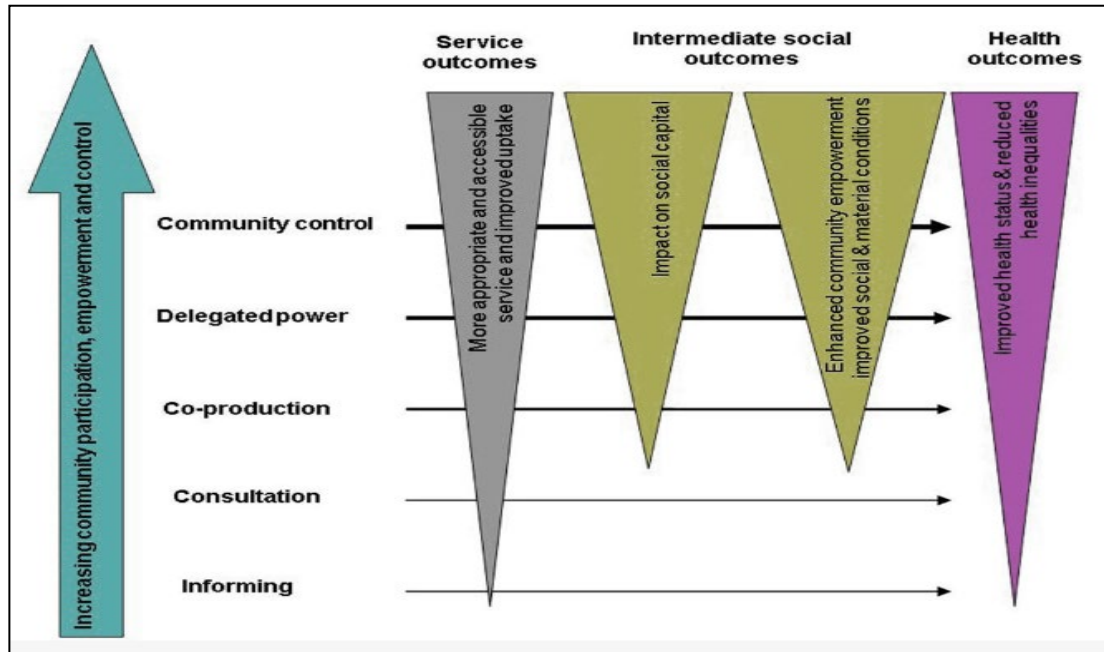 Service
outcomes
Intermediate social
outcomes
Health
outcomes
Increasing community participation, empowerment and control
Community control
Delegated power
Co-production
Consultation
Informing
More appropriate and accessible
service and improved uptake
Impact on social capital
Enhanced community empowerment
improved social & material conditions
Improved health status & reduced
health inequalities